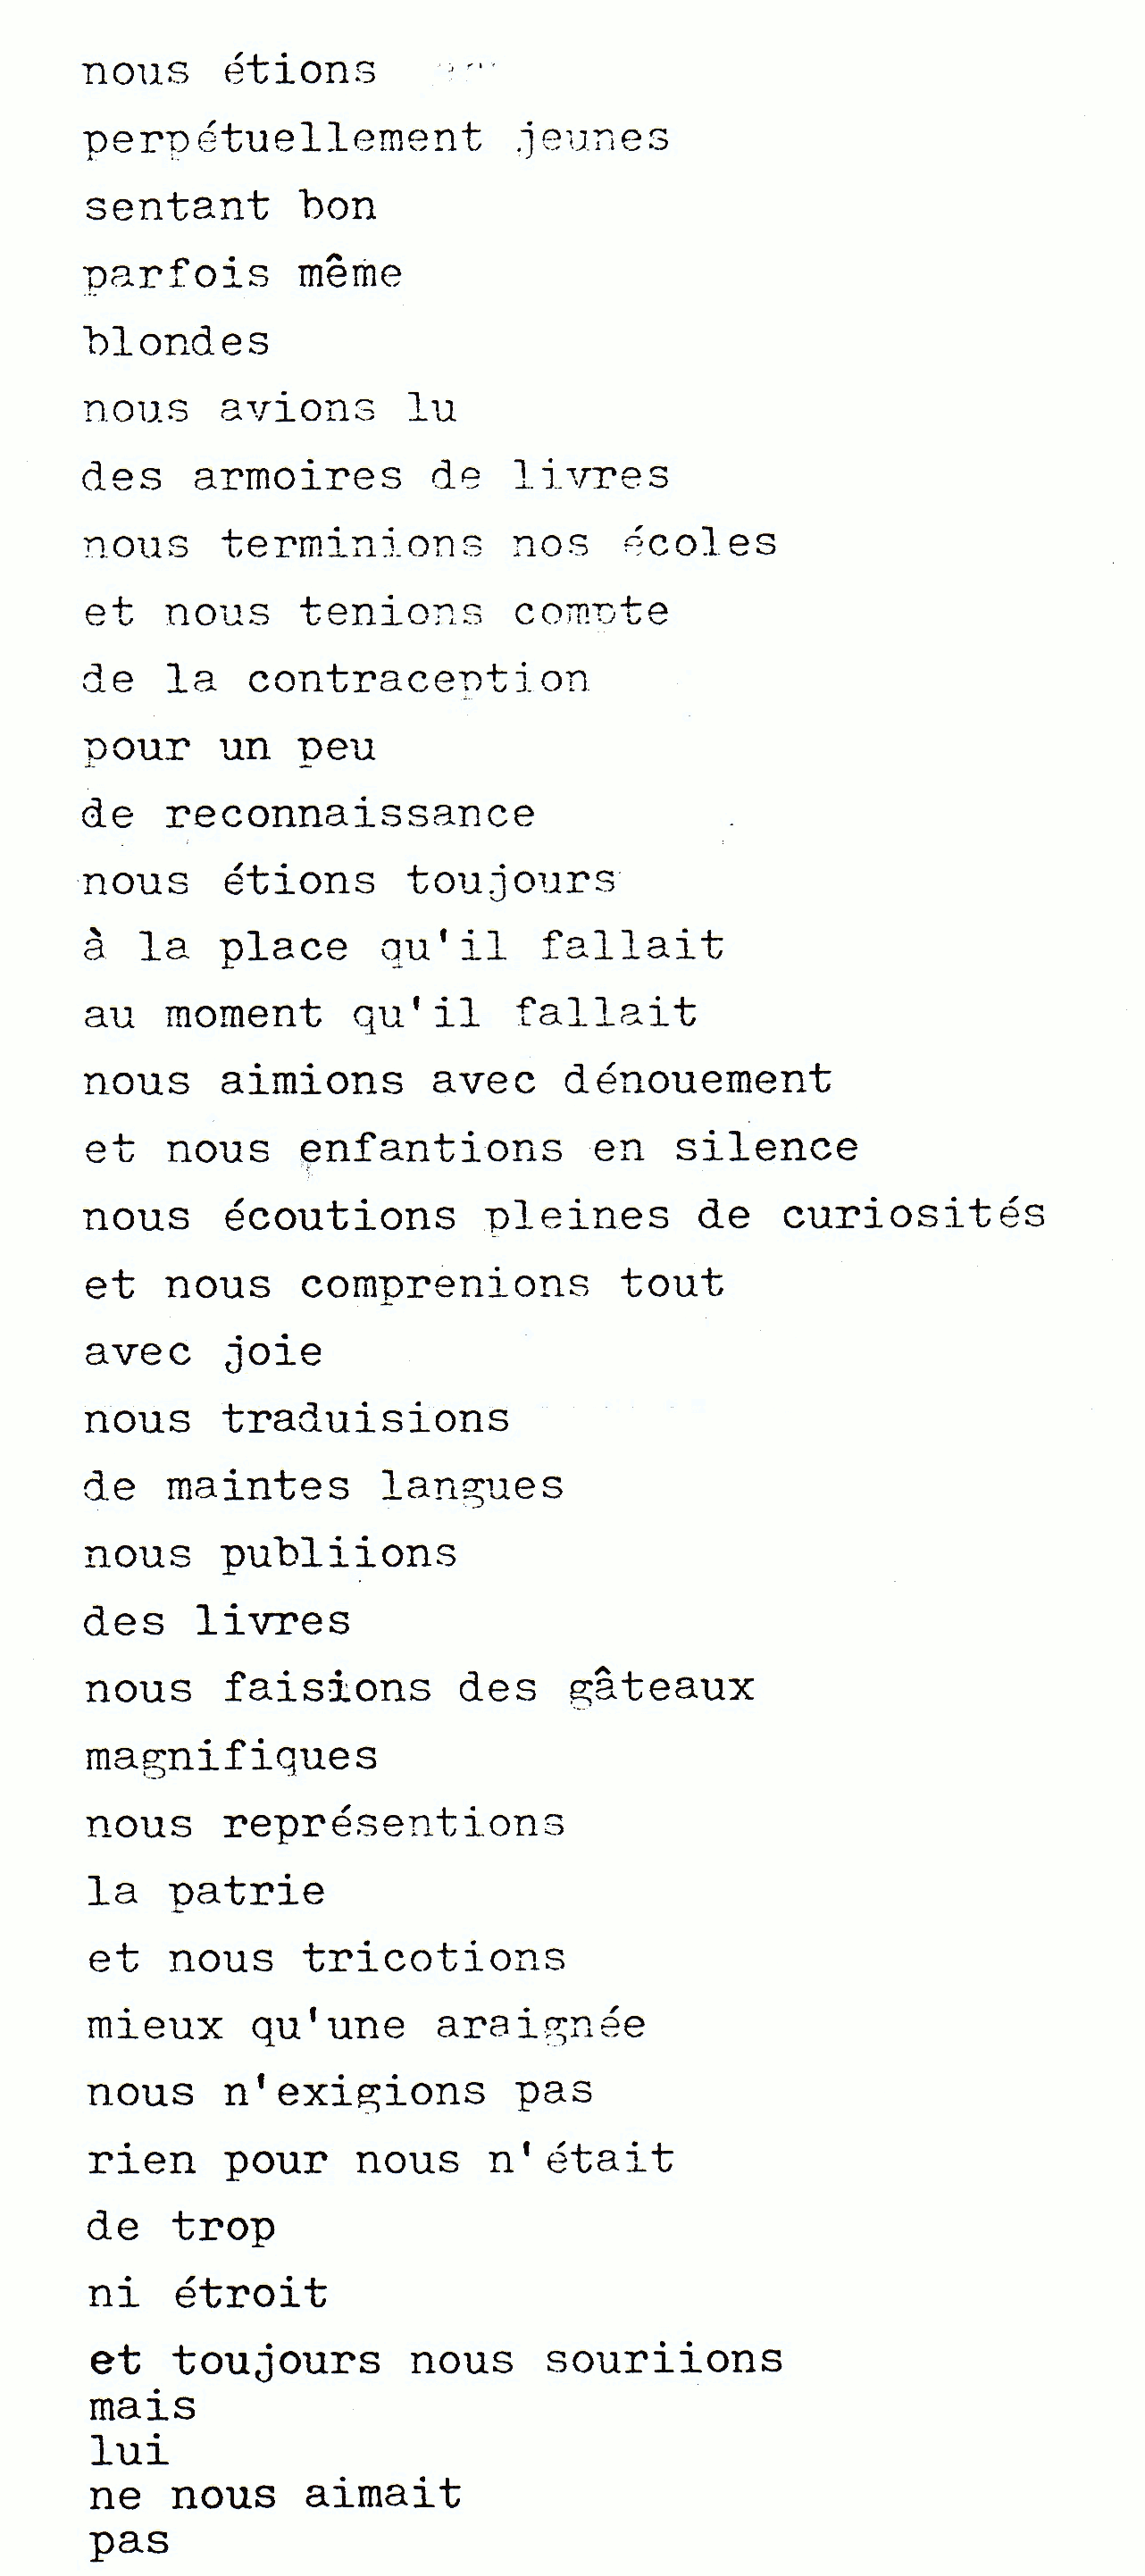 nous étions
perpétuellement jeunes
sentant bon
parfois même
blondes
nous avions lu
des armoires de livres
nous terminions nos écoles
et nous tenions compte
de la contraception
pour un peu
de reconnaissance
nous étions toujours
à la place qu'il fallait
au moment qu'il fallait
nous aimions avec dénouement
et nous enfantions en silence
nous écoutions pleines de curiosités
et nous comprenions tout
avec joie
nous traduisions
de maintes langues
nous publiions
des livres
nous faisions des gâteaux
magnifiques
nous représentions
la patrie
et nous tricotions
mieux qu'une araignée
nous n'exigions pas
rien pour nous n'était
de trop
ni étroit
et toujours nous souriions
mais
lui
ne nous aimait
pas